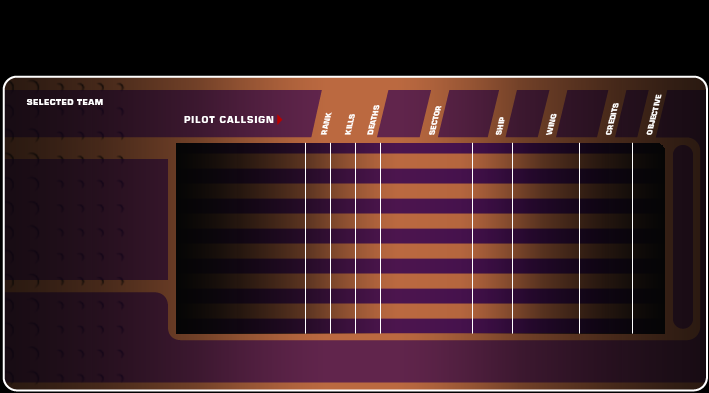 SELECTED TEAM
PILOT CALLSIGN
RANK
KILLS
DEATHS
SECTOR
SHIP
WING
CREDITS
OBJECTIVE